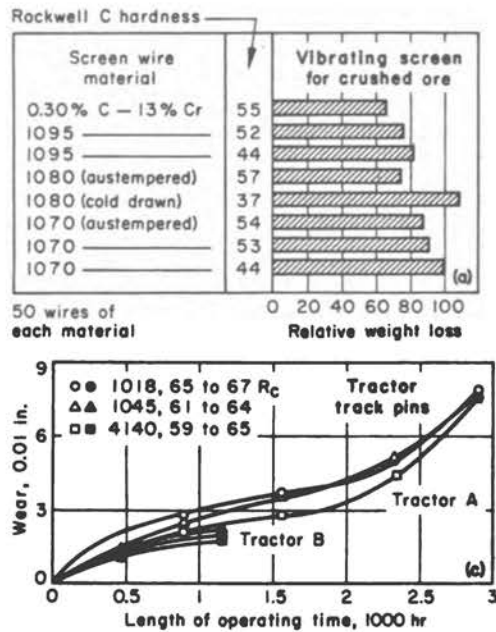 Rockwell C hardness
Screen wire material
Vibrating screen for crushed ore
0.30% C – 13% Cr 55
1095 52
1095 44
1080 (austempered) 57
1080 (cold drawn) 37
1070 (austempered) 54
1070 53
1070 44
(a)
0 20 40 60 80 100
50 wires of each material
Relative weight loss
9
6
3
0
Wear, 0.01 in.
1018, 65 to 67 RC
1045, 61 to 64
4140, 59 to 65
Tractor track pins
Tractor A
Tractor B
(c)
0 0.5 1 1.5 2 2.5 3
Length of operating time, 1000 hr